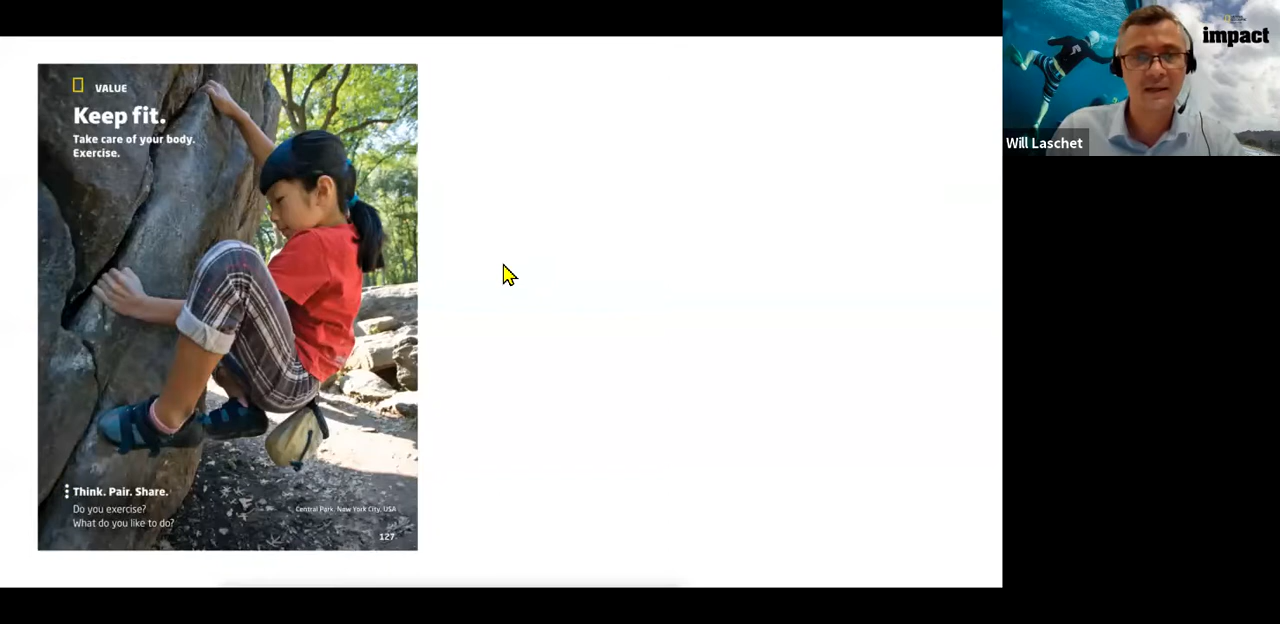 VALUE
Keep fit.
Take care of your body.
Exercise.
Think. Pair. Share.
Do you exercise?
What do you like to do?
Central Park, New York City, USA
127
impact
Will Laschet